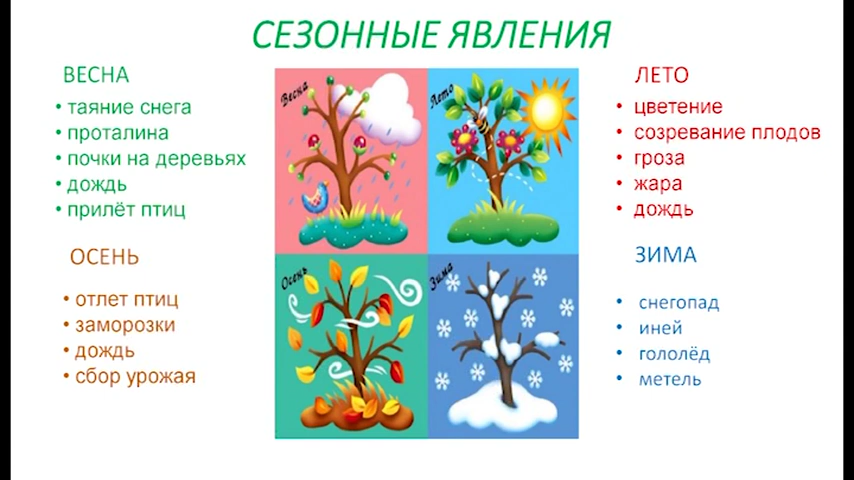 СЕЗОННЫЕ ЯВЛЕНИЯ
ВЕСНА
• таяние снега
• проталина
• почки на деревьях
• дождь
• прилёт птиц
ОСЕНЬ
• отлет птиц
• заморозки
• дождь
• сбор урожая
Весна
Лето
Осень
Зима
ЛЕТО
• цветение
• созревание плодов
• гроза
• жара
• дождь
ЗИМА
• снегопад
• иней
• гололёд
• метель